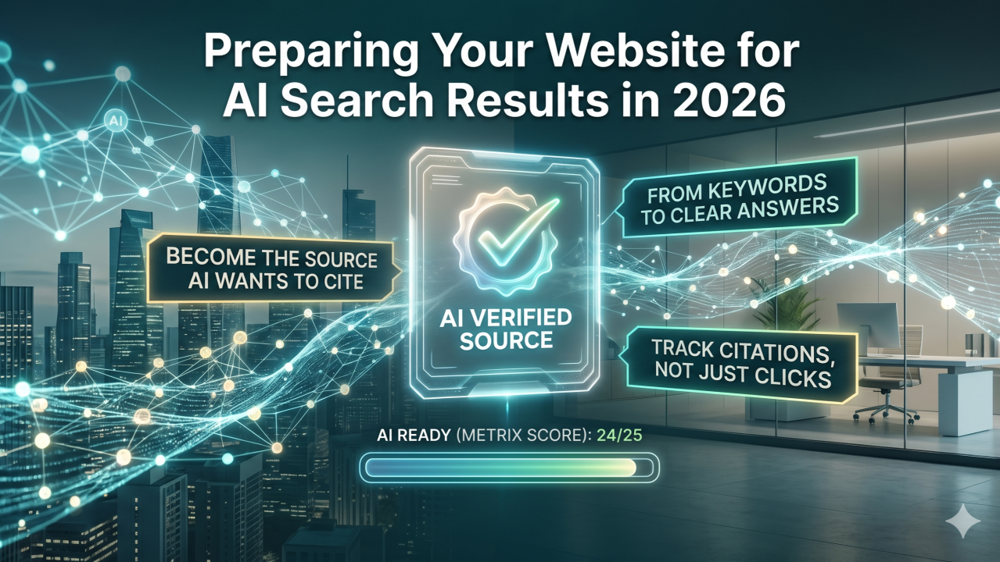 Preparing Your Website for
AI Search Results in 2026
AI
BECOME THE SOURCE
AI WANTS TO CITE
AI VERIFIED
SOURCE
FROM KEYWORDS
TO CLEAR ANSWERS
TRACK CITATIONS,
NOT JUST CLICKS
AI READY (METRIX SCORE): 24/25